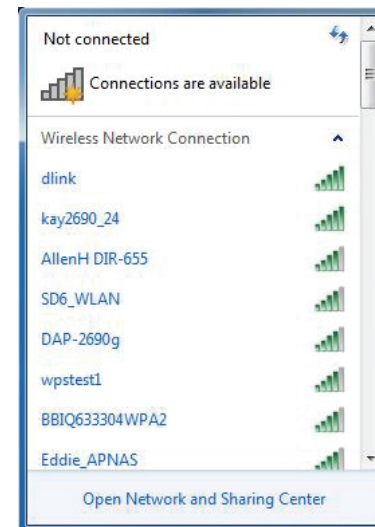 Not connected
Connections are available
Wireless Network Connection
dlink
kay2690_24
AllenH DIR-655
SD6_WLAN
DAP-2690g
wpstest1
BBIQ633304WPA2
Eddie_APNAS
Open Network and Sharing Center